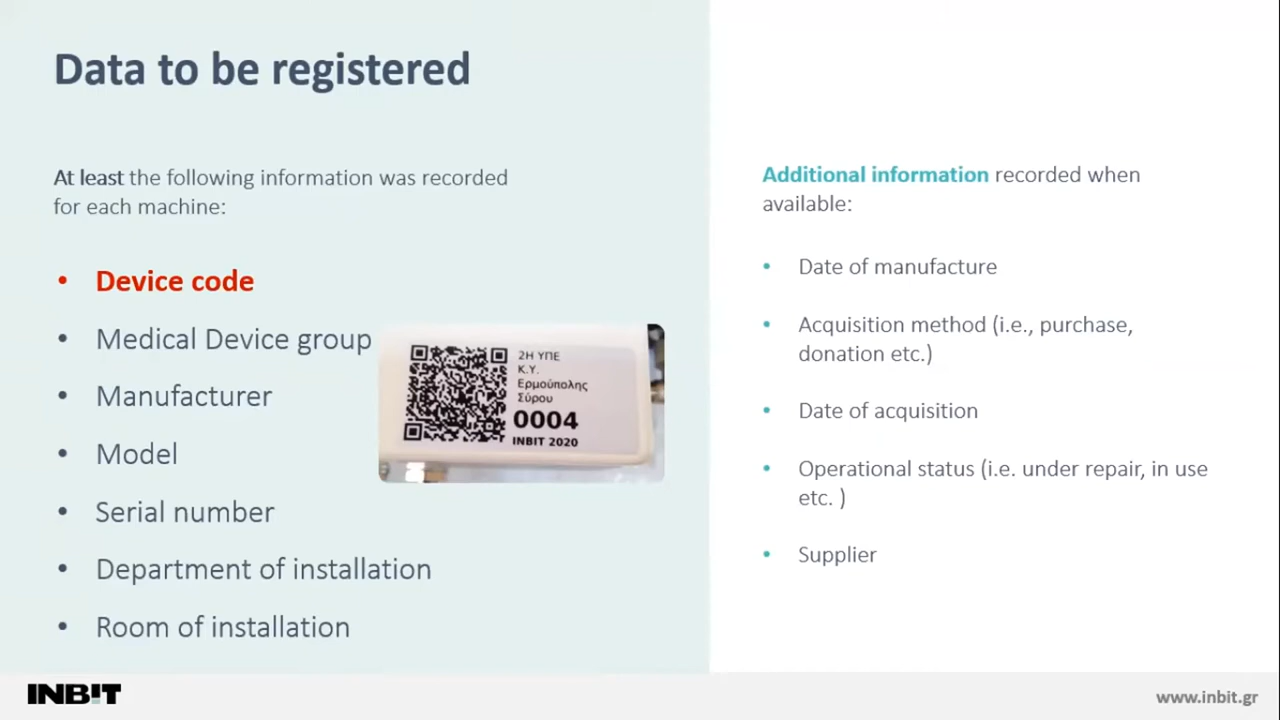 Data to be registered
At least the following information was recorded
for each machine:
• Device code
• Medical Device group
• Manufacturer
• Model
• Serial number
• Department of installation
• Room of installation
2Η ΥΠΕ
Κ.Υ.
Ερμούπολης
Σύρου
0004
INBIT 2020
Additional information recorded when
available:
• Date of manufacture
• Acquisition method (i.e., purchase,
donation etc.)
• Date of acquisition
• Operational status (i.e. under repair, in use
etc. )
• Supplier
INBIT
www.inbit.gr